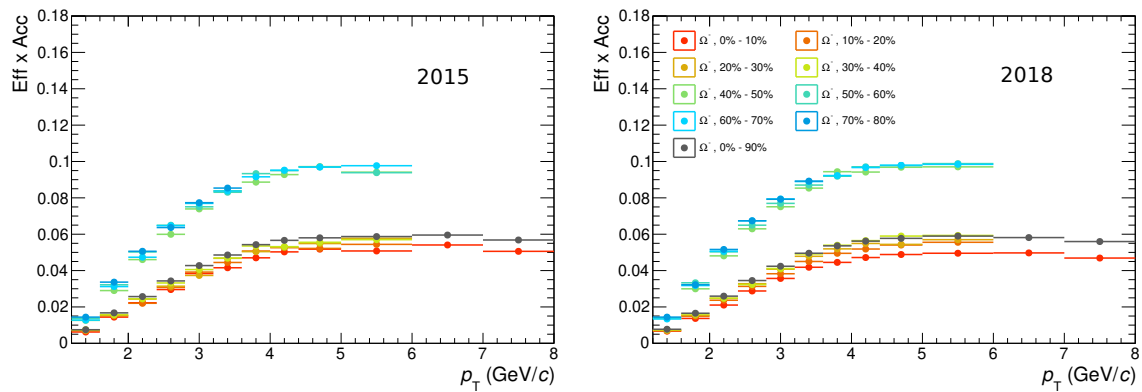 Eff x Acc
0.18
0.16
0.14
0.12
0.1
0.08
0.06
0.04
0.02
0
2015
2 3 4 5 6 7 8
p_T (GeV/c)
Eff x Acc
0.18
0.16
0.14
0.12
0.1
0.08
0.06
0.04
0.02
0
2018
Ω⁻, 0% - 10%
Ω⁻, 10% - 20%
Ω⁻, 20% - 30%
Ω⁻, 30% - 40%
Ω⁻, 40% - 50%
Ω⁻, 50% - 60%
Ω⁻, 60% - 70%
Ω⁻, 70% - 80%
Ω⁻, 0% - 90%
2 3 4 5 6 7 8
p_T (GeV/c)